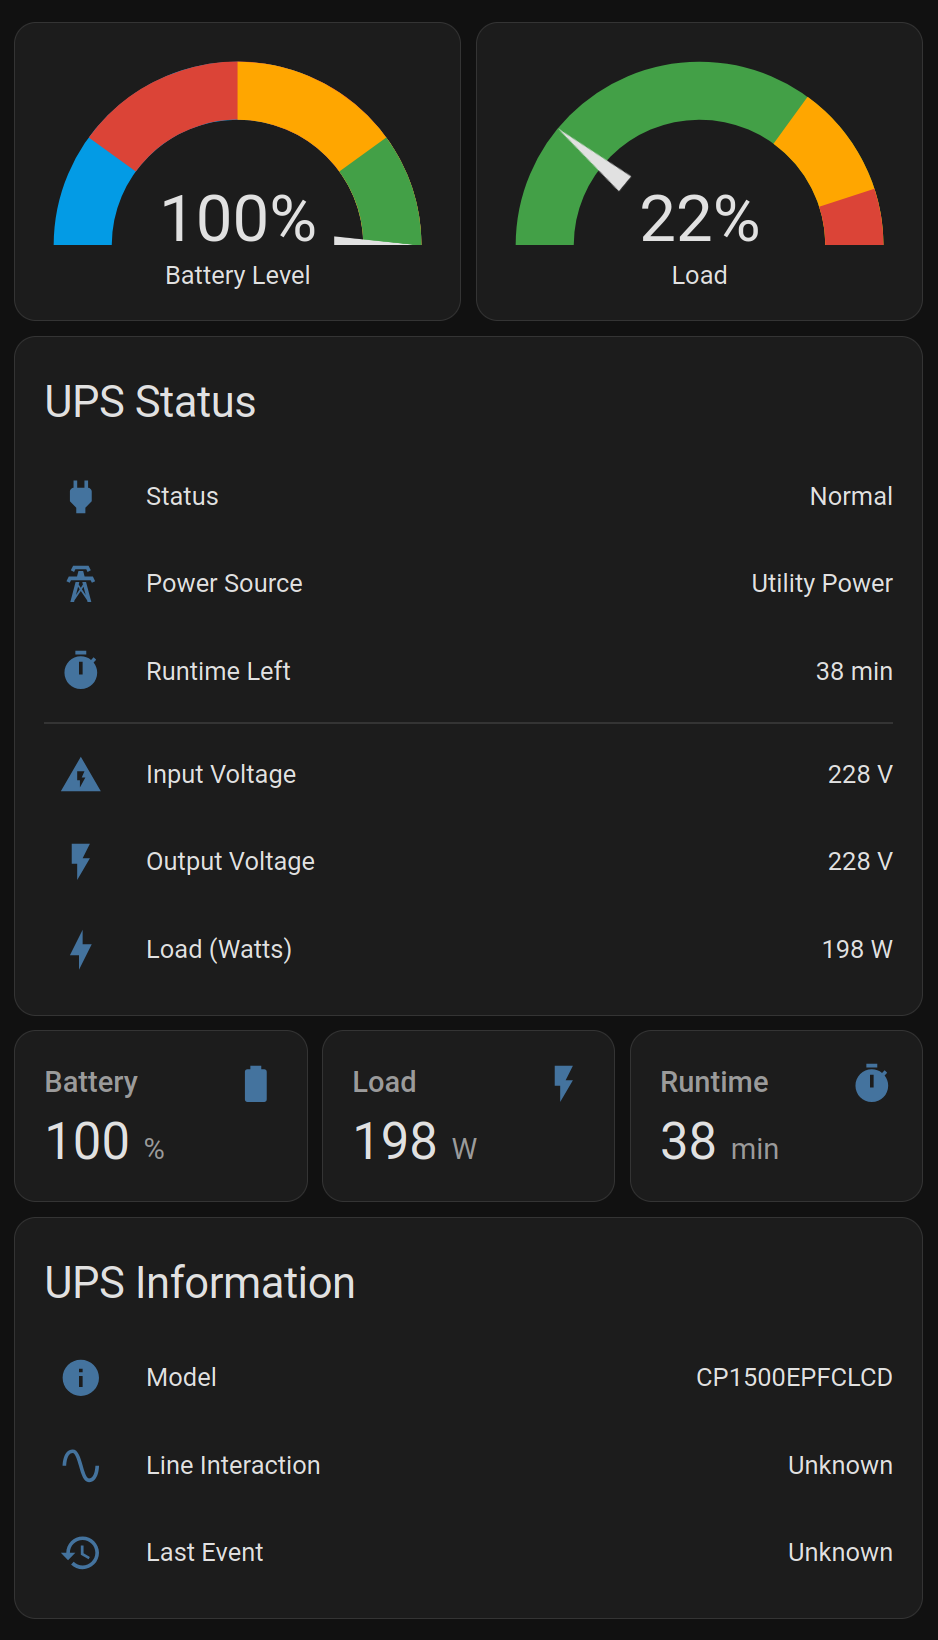 100%
Battery Level
22%
Load
UPS Status
Status Normal
Power Source Utility Power
Runtime Left 38 min
Input Voltage 228 V
Output Voltage 228 V
Load (Watts) 198 W
Battery
100 %
Load
198 W
Runtime
38 min
UPS Information
Model CP1500EPFCLCD
Line Interaction Unknown
Last Event Unknown